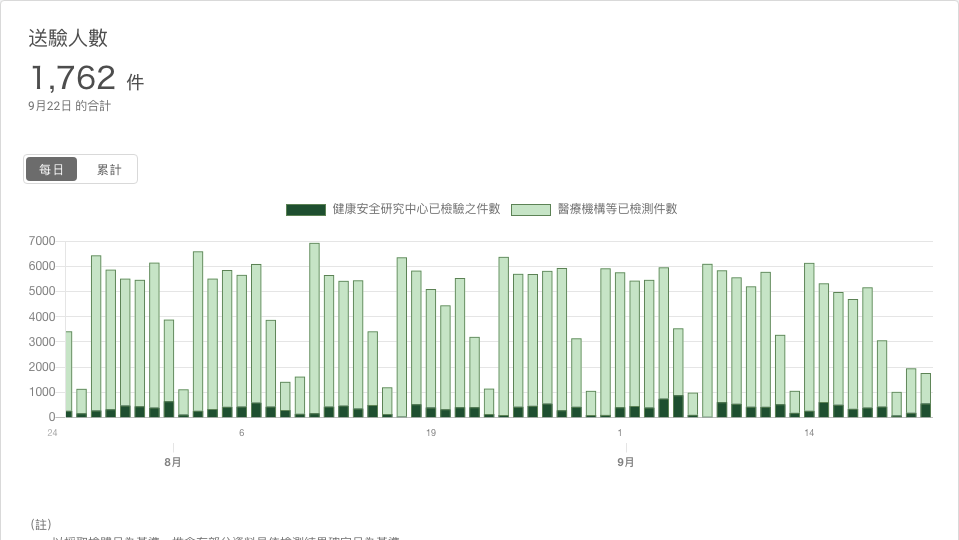 送驗人數
1,762 件
9月22日 的合計
每日 累計
健康安全研究中心已檢驗之件數 醫療機構等已檢測件數
7000
6000
5000
4000
3000
2000
1000
0
24 6 19 1 14
8月 9月
(註)